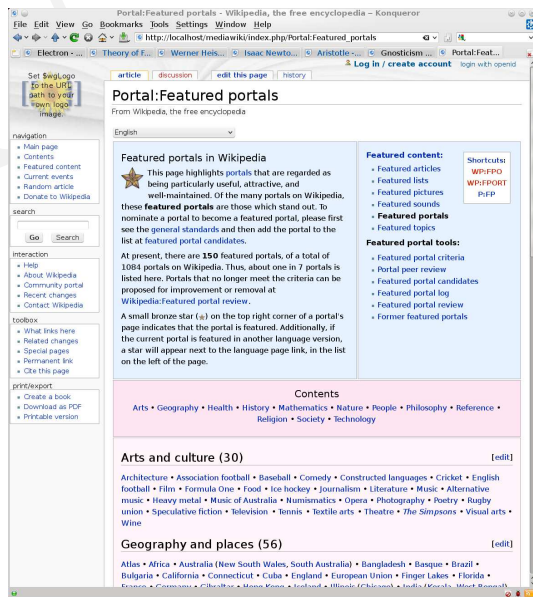 Portal:Featured portals – Wikipedia, the free encyclopedia – Konqueror
File Edit View Go Bookmarks Tools Settings Window Help
http://localhost/mediawiki/index.php/Portal:Featured_portals
Electron - ... Theory of F... Werner Heis... Isaac Newto... Aristotle -... Gnosticism ... Portal:Feat...
Log in / create account login with openid
Set $wgLogo
to the URL
path to your
own logo
image.
article discussion edit this page history
Portal:Featured portals
From Wikipedia, the free encyclopedia
English
navigation
Main page
Contents
Featured content
Current events
Random article
Donate to Wikipedia
search
Go Search
interaction
Help
About Wikipedia
Community portal
Recent changes
Contact Wikipedia
toolbox
What links here
Related changes
Special pages
Permanent link
Cite this page
print/export
Create a book
Download as PDF
Printable version
Featured portals in Wikipedia
This page highlights portals that are regarded as
being particularly useful, attractive, and
well-maintained. Of the many portals on Wikipedia,
these featured portals are those which stand out. To
nominate a portal to become a featured portal, please first
see the general standards and then add the portal to the
list at featured portal candidates.
At present, there are 150 featured portals, of a total of
1084 portals on Wikipedia. Thus, about one in 7 portals is
listed here. Portals that no longer meet the criteria can be
proposed for improvement or removal at
Wikipedia:Featured portal review.
A small bronze star ( ) on the top right corner of a portal's
page indicates that the portal is featured. Additionally, if
the current portal is featured in another language version,
a star will appear next to the language page link, in the list
on the left of the page.
Featured content:
Featured articles
Featured lists
Featured pictures
Featured sounds
Featured portals
Featured topics
Shortcuts:
WP:FPO
WP:FPORT
P:FP
Featured portal tools:
Featured portal criteria
Portal peer review
Featured portal candidates
Featured portal log
Featured portal review
Former featured portals
Contents
Arts • Geography • Health • History • Mathematics • Nature • People • Philosophy • Reference •
Religion • Society • Technology
Arts and culture (30) [edit]
Architecture • Association football • Baseball • Comedy • Constructed languages • Cricket • English
football • Film • Formula One • Food • Ice hockey • Journalism • Literature • Music • Alternative
music • Heavy metal • Music of Australia • Numismatics • Opera • Photography • Poetry • Rugby
union • Speculative fiction • Television • Tennis • Textile arts • Theatre • The Simpsons • Visual arts •
Wine
Geography and places (56) [edit]
Atlas • Africa • Australia (New South Wales, South Australia) • Bangladesh • Basque • Brazil •
Bulgaria • California • Connecticut • Cuba • England • European Union • Finger Lakes • Florida •
France • Germany • Gibraltar • Hong Kong • Iceland • Illinois (Chicago) • India (Kerala, West Bengal)